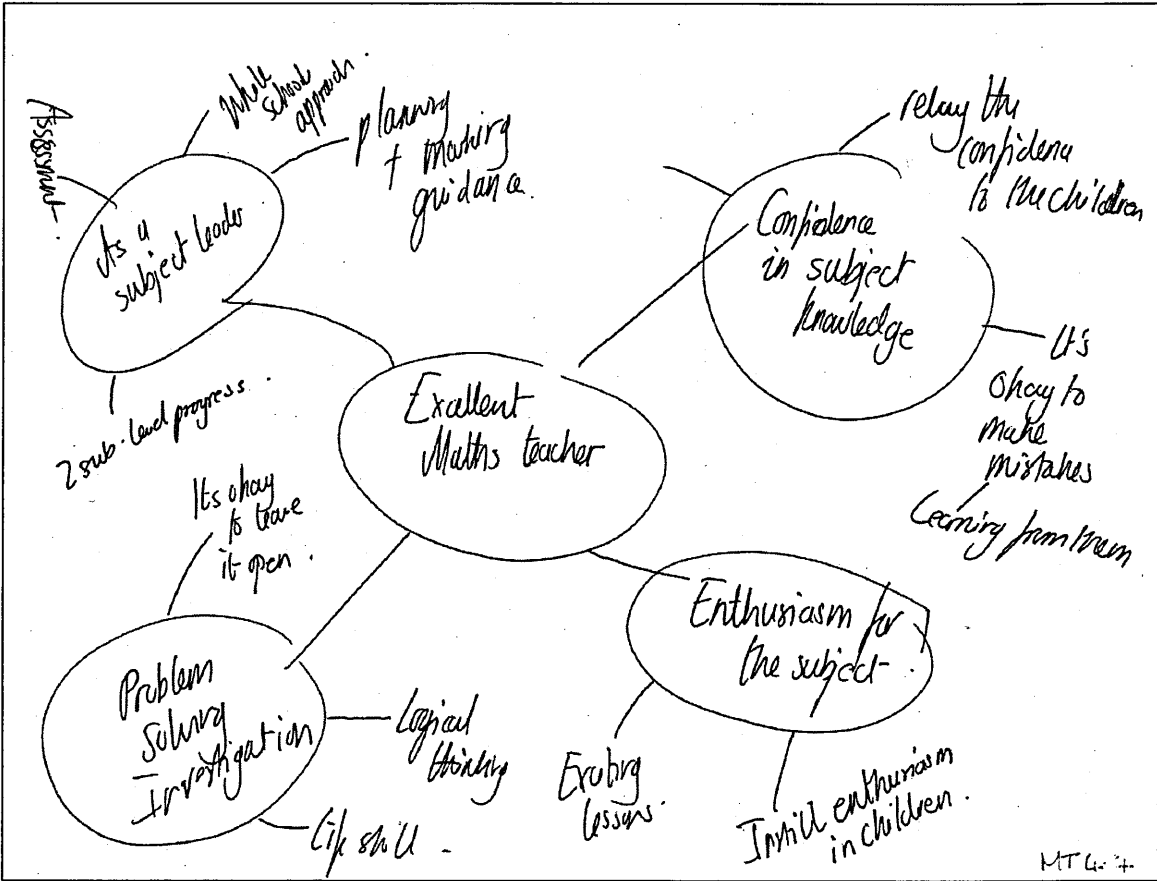 Assessment.
Whole
school
approach.
planning
+ marking
guidance.
As a
subject leader
2 sub-level progress.
relay the
confidence
to the children
Confidence
in subject
knowledge
It's
okay to
make
mistakes
Learning from them
Excellent
Maths teacher
Its okay
to leave
it open.
Problem
Solving
Investigation
Logical
thinking
life skill.
Enthusiasm for
the subject.
Exciting
lessons.
Instill enthusiasm
in children.
MT4